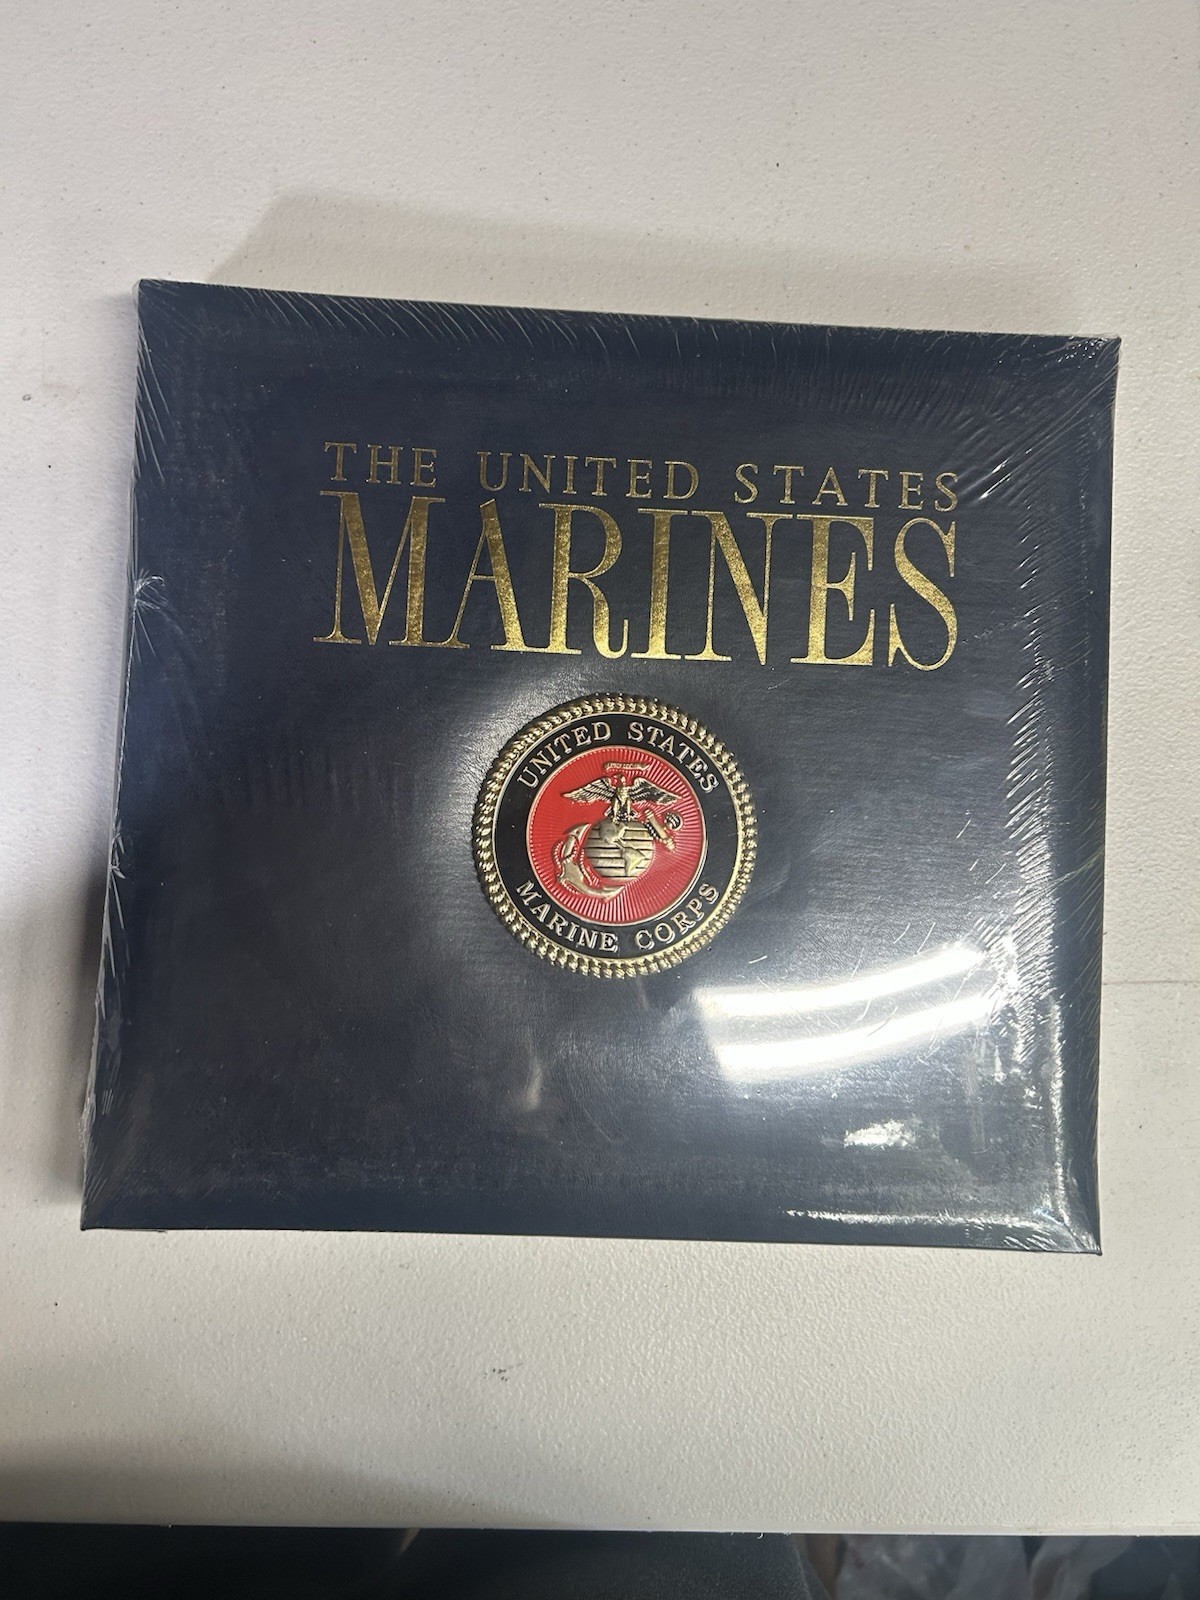 THE UNITED STATES
MARINES
UNITED STATES
MARINE CORPS